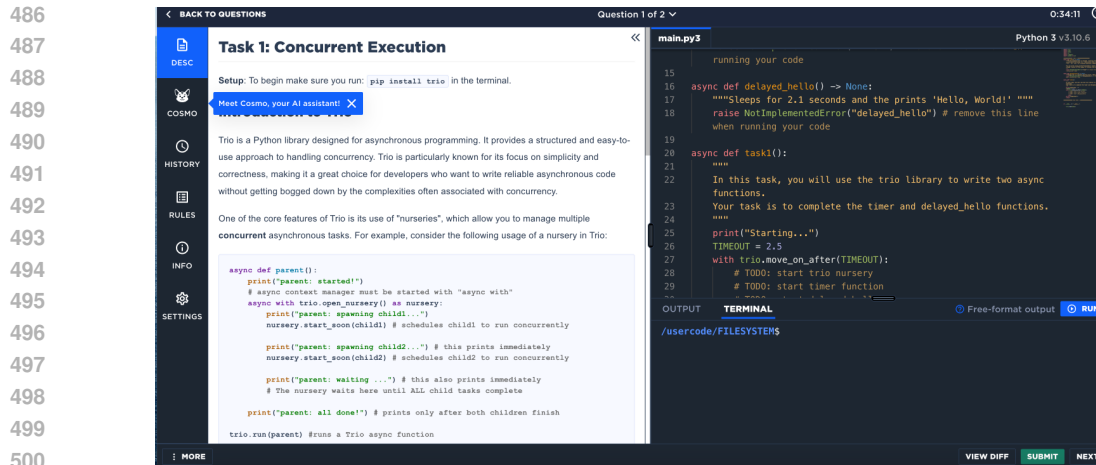 486
487
488
489
490
491
492
493
494
495
496
497
498
499
500
BACK TO QUESTIONS
Question 1 of 2
0:34:11
DESC
COSMO
HISTORY
RULES
INFO
SETTINGS
MORE
Task 1: Concurrent Execution
Setup: To begin make sure you run: pip install trio in the terminal.
Meet Cosmo, your AI assistant!
Introduction to Trio
Trio is a Python library designed for asynchronous programming. It provides a structured and easy-to-
use approach to handling concurrency. Trio is particularly known for its focus on simplicity and
correctness, making it a great choice for developers who want to write reliable asynchronous code
without getting bogged down by the complexities often associated with concurrency.
One of the core features of Trio is its use of "nurseries", which allow you to manage multiple
concurrent asynchronous tasks. For example, consider the following usage of a nursery in Trio:
async def parent():
    print("parent: started!")
    # async context manager must be started with "async with"
    async with trio.open_nursery() as nursery:
        print("parent: spawning child1...")
        nursery.start_soon(child1) # schedules child1 to run concurrently
        print("parent: spawning child2...") # this prints immediately
        nursery.start_soon(child2) # schedules child2 to run concurrently
        print("parent: waiting ...") # this also prints immediately
        # The nursery waits here until ALL child tasks complete
    print("parent: all done!") # prints only after both children finish
trio.run(parent) #runs a Trio async function
main.py3
Python 3 v3.10.6
running your code
15
16 async def delayed_hello() -> None:
17     """Sleeps for 2.1 seconds and the prints 'Hello, World!' """
18     raise NotImplementedError("delayed_hello") # remove this line
when running your code
19
20 async def task1():
21     """
22     In this task, you will use the trio library to write two async
functions.
23     Your task is to complete the timer and delayed_hello functions.
24     """
25     print("Starting...")
26     TIMEOUT = 2.5
27     with trio.move_on_after(TIMEOUT):
28         # TODO: start trio nursery
29         # TODO: start timer function
OUTPUT
TERMINAL
Free-format output
RUN
/usercode/FILESYSTEM$
VIEW DIFF
SUBMIT
NEXT